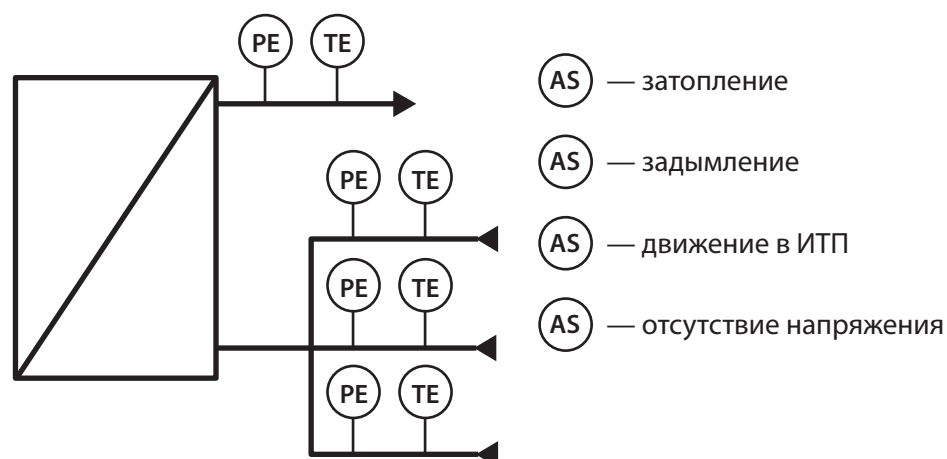 PE TE
AS — затопление
PE TE
AS — задымление
AS — движение в ИТП
PE TE
AS — отсутствие напряжения
PE TE